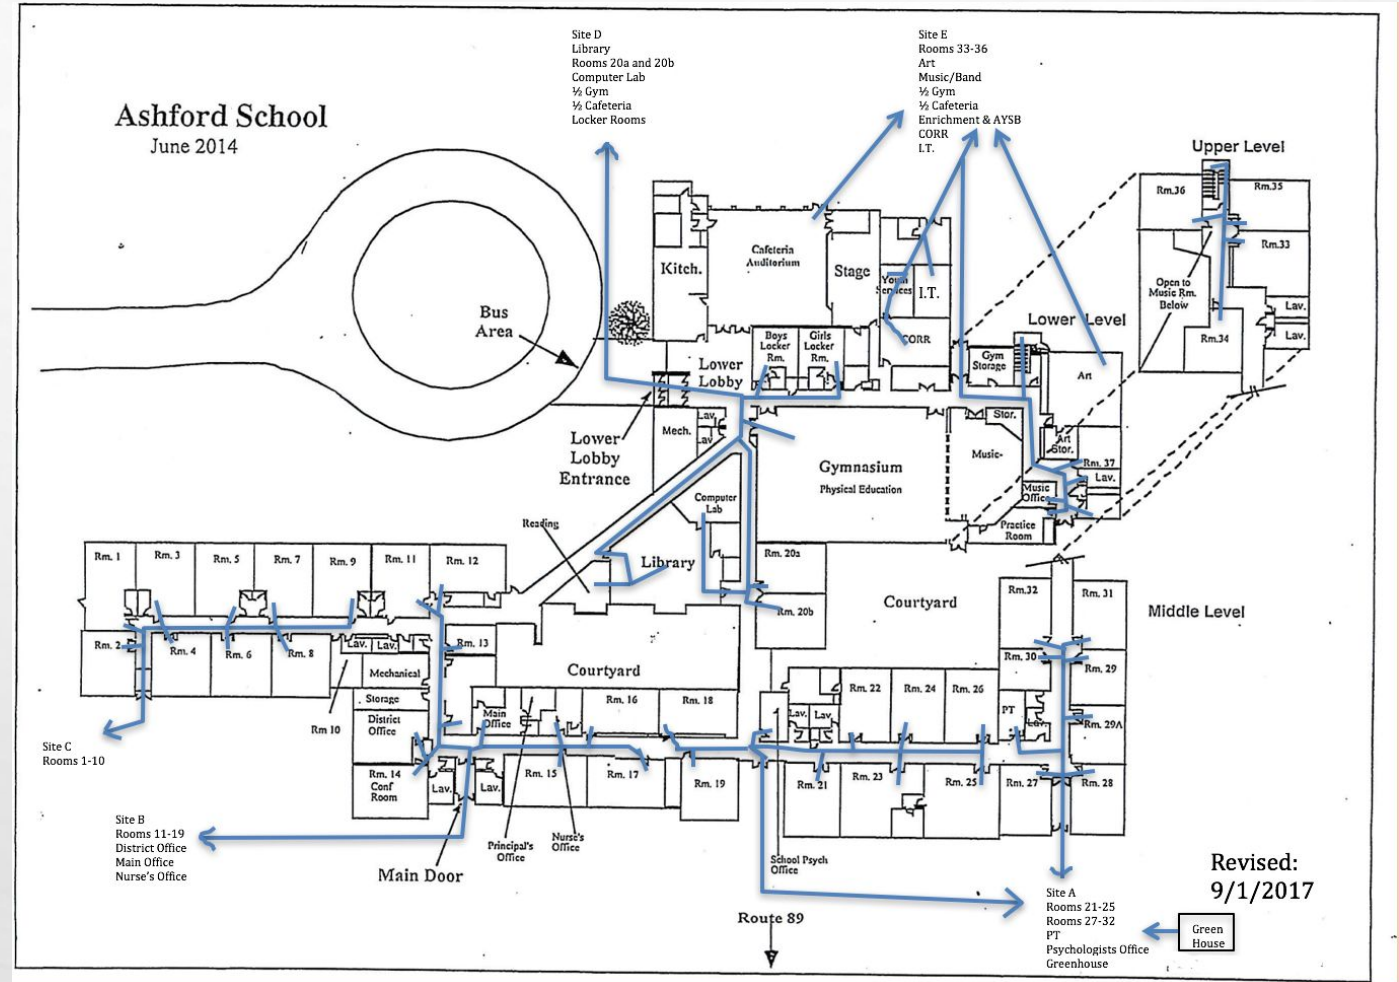 Site D
Library
Rooms 20a and 20b
Computer Lab
½ Gym
½ Cafeteria
Locker Rooms
Site E
Rooms 33-36
Art
Music/Band
½ Gym
½ Cafeteria
Enrichment & AYSB
CORR
I.T.
Ashford School
June 2014
Upper Level
Rm.36
Rm.35
Rm.33
Open to
Music Rm.
Below
Lav.
Lav.
Rm.34
Kitch.
Cafeteria
Auditorium
Stage
Youth
Services
I.T.
CORR
Bus
Area
Boys
Locker
Rm.
Girls
Locker
Rm.
Lower Level
Gym
Storage
Art
Lower
Lobby
Lav.
Lav
Mech.
Stor.
Art
Stor.
Music
Rm. 37
Lav.
Music
Office
Practice
Room
Lower
Lobby
Entrance
Gymnasium
Physical Education
Computer
Lab
Reading
Library
Rm. 20a
Rm. 20b
Courtyard
Rm. 1
Rm. 3
Rm. 5
Rm. 7
Rm. 9
Rm. 11
Rm. 12
Rm. 2
Rm. 4
Rm. 6
Rm. 8
Lav.
Lav.
Rm. 13
Mechanical
Storage
Rm 10
District
Office
Courtyard
Main
Office
Rm. 16
Rm. 18
Lav.
Lav.
Rm. 22
Rm. 24
Rm. 26
PT
Lav.
Rm.32
Rm. 31
Middle Level
Rm. 30
Rm. 29
Rm. 29A
Rm. 14
Conf
Room
Lav.
Lav.
Rm. 15
Rm. 17
Rm. 19
Rm. 21
Rm. 23
Rm. 25
Rm. 27
Rm. 28
Site C
Rooms 1-10
Site B
Rooms 11-19
District Office
Main Office
Nurse's Office
Main Door
Principal's
Office
Nurse's
Office
School Psych
Office
Route 89
Revised:
9/1/2017
Site A
Rooms 21-25
Rooms 27-32
PT
Psychologists Office
Greenhouse
Green
House